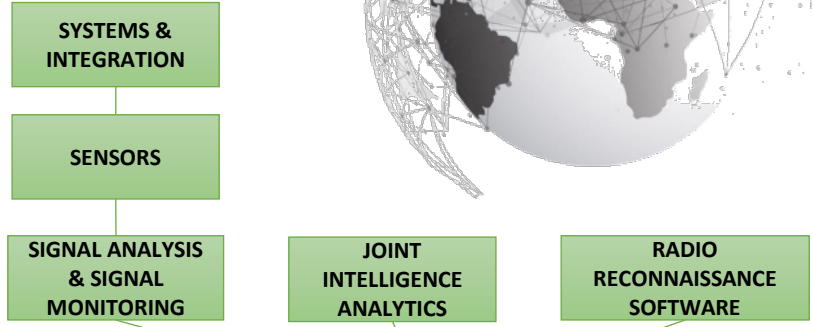 SYSTEMS &
INTEGRATION
SENSORS
SIGNAL ANALYSIS
& SIGNAL
MONITORING
JOINT
INTELLIGENCE
ANALYTICS
RADIO
RECONNAISSANCE
SOFTWARE